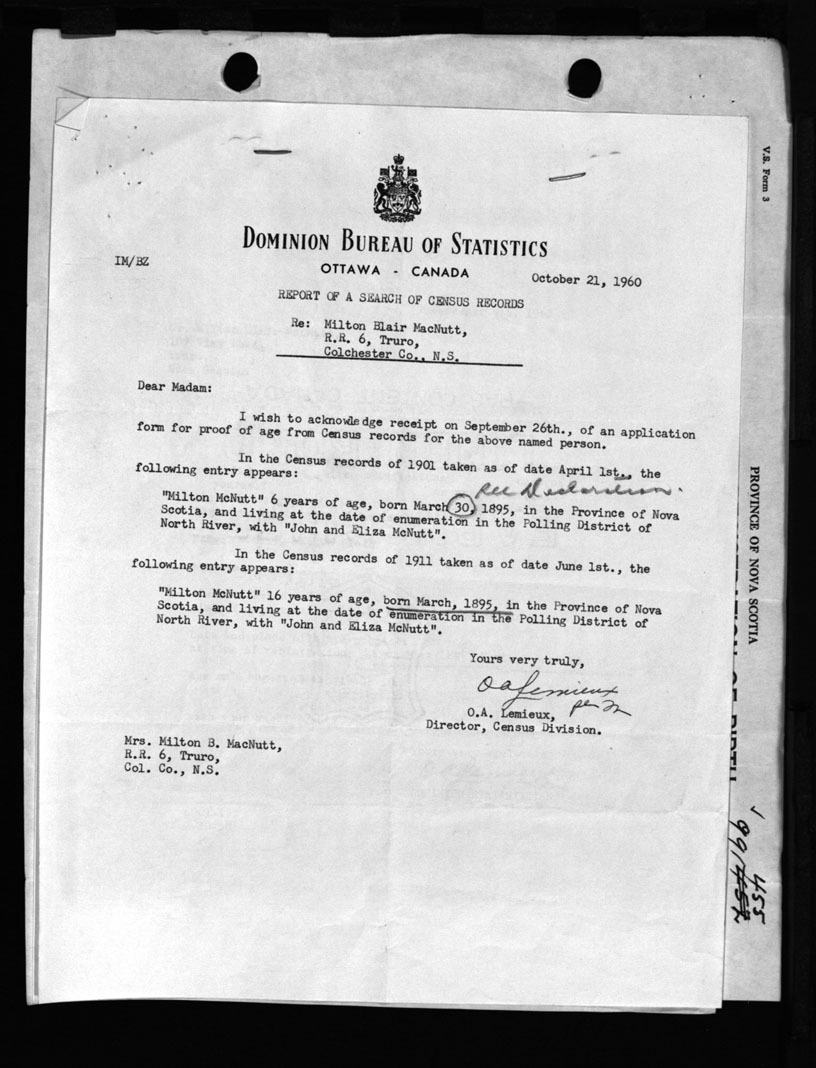 DOMINION BUREAU OF STATISTICS
OTTAWA - CANADA
IM/BZ
October 21, 1960
REPORT OF A SEARCH OF CENSUS RECORDS
Re: Milton Blair MacNutt,
R.R. 6, Truro,
Colchester Co., N.S.
Dear Madam:
I wish to acknowledge receipt on September 26th., of an application
form for proof of age from Census records for the above named person.
In the Census records of 1901 taken as of date April 1st., the
following entry appears:
See Declaration.
"Milton McNutt" 6 years of age, born March 30, 1895, in the Province of Nova
Scotia, and living at the date of enumeration in the Polling District of
North River, with "John and Eliza McNutt".
In the Census records of 1911 taken as of date June 1st., the
following entry appears:
"Milton McNutt" 16 years of age, born March, 1895, in the Province of Nova
Scotia, and living at the date of enumeration in the Polling District of
North River, with "John and Eliza McNutt".
Yours very truly,
O A Lemieux
per
O.A. Lemieux,
Director, Census Division.
Mrs. Milton B. MacNutt,
R.R. 6, Truro,
Col. Co., N.S.
V.S. Form 3
PROVINCE OF NOVA SCOTIA
OF BIRTH
455